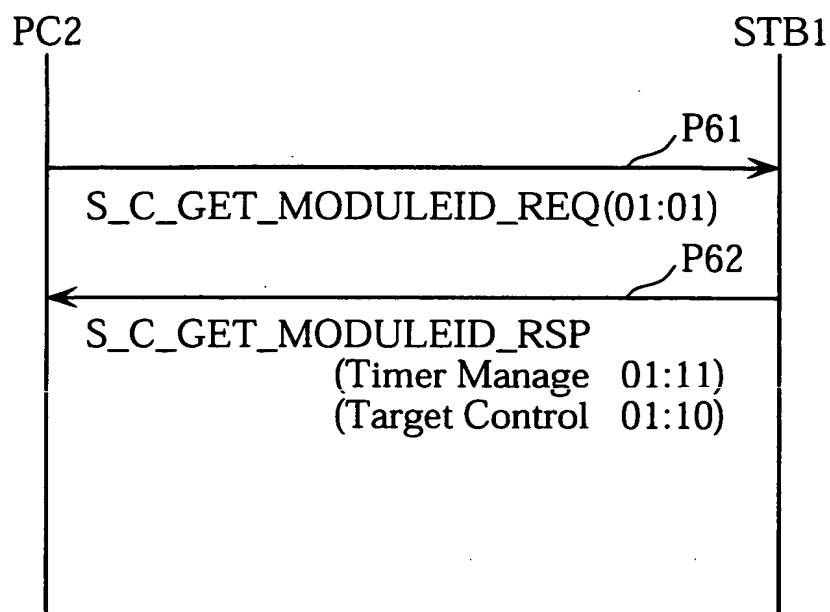 PC2 STB1
P61
S_C_GET_MODULEID_REQ(01:01)
P62
S_C_GET_MODULEID_RSP
(Timer Manage 01:11)
(Target Control 01:10)